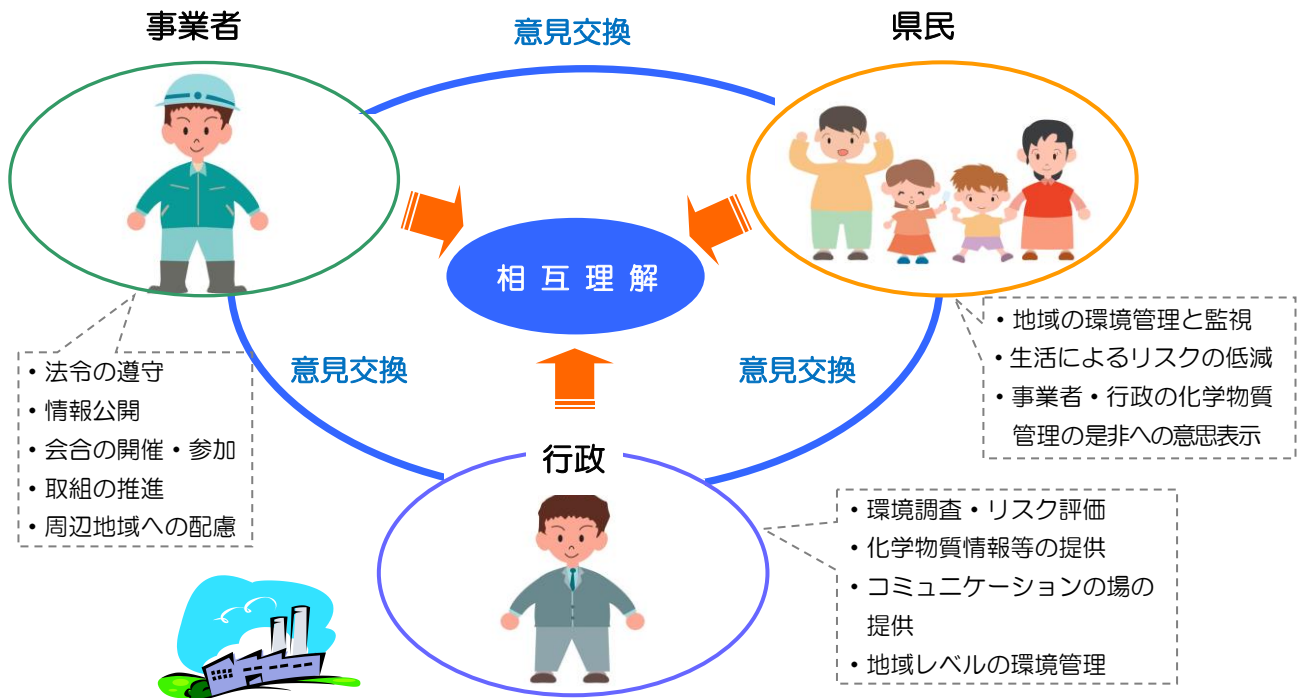 事業者
意見交換
県民
相互理解
・法令の遵守
・情報公開
・会合の開催・参加
・取組の推進
・周辺地域への配慮
意見交換
意見交換
・地域の環境管理と監視
・生活によるリスクの低減
・事業者・行政の化学物質
管理の是非への意思表示
行政
・環境調査・リスク評価
・化学物質情報等の提供
・コミュニケーションの場の
提供
・地域レベルの環境管理